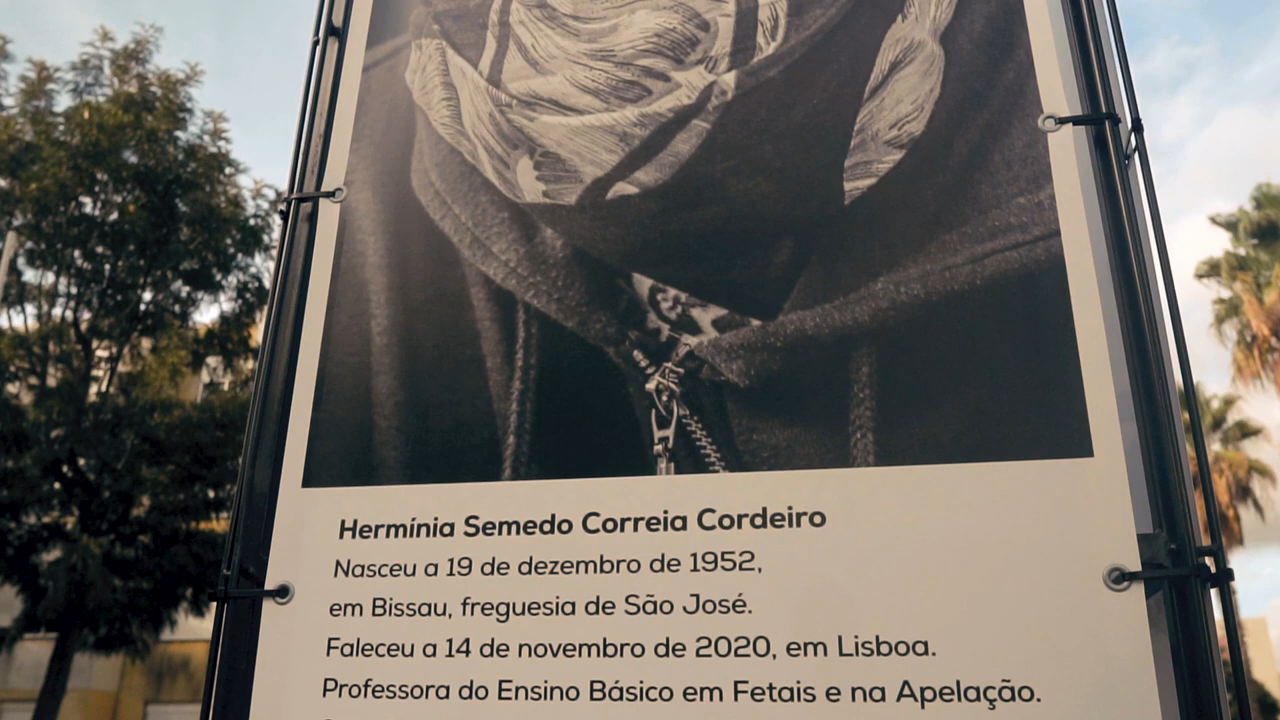 Hermínia Semedo Correia Cordeiro
Nasceu a 19 de dezembro de 1952,
em Bissau, freguesia de São José.
Faleceu a 14 de novembro de 2020, em Lisboa.
Professora do Ensino Básico em Fetais e na Apelação.